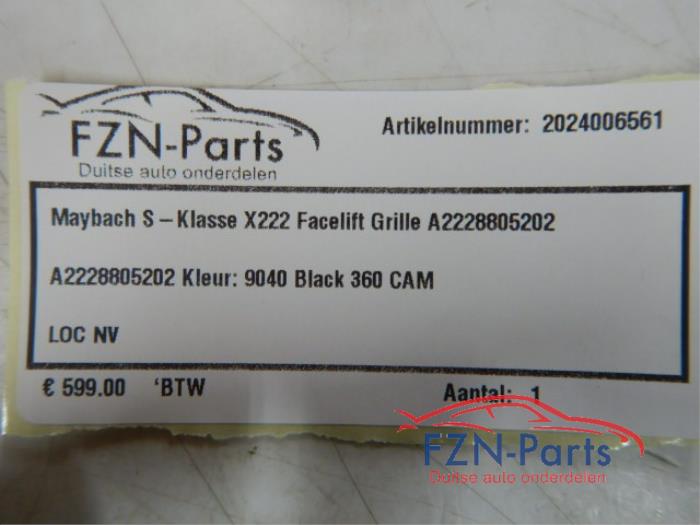 FZN-Parts
Duitse auto onderdelen
Artikelnummer: 2024006561
Maybach S – Klasse X222 Facelift Grille A2228805202
A2228805202 Kleur: 9040 Black 360 CAM
LOC NV
€ 599.00 'BTW
Aantal: 1
FZN-Parts
Duitse auto onderdelen